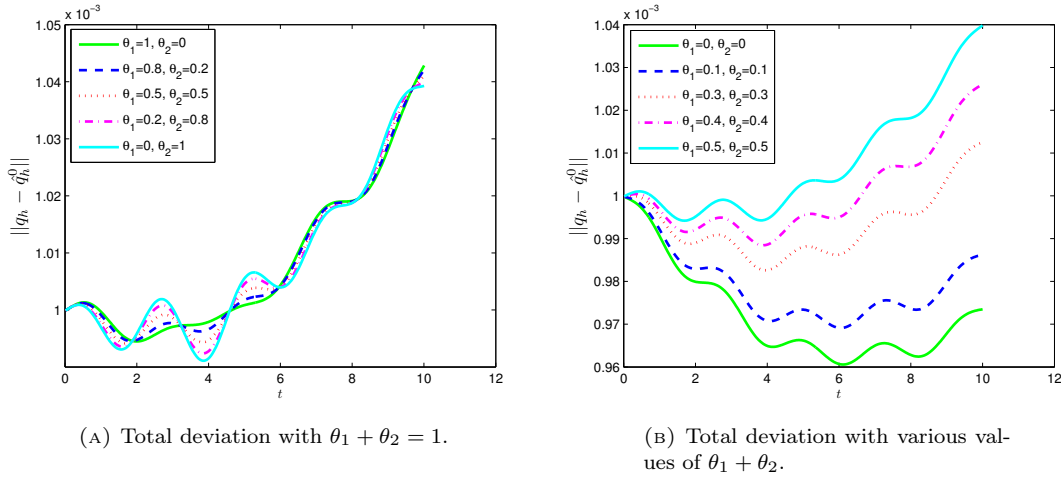 x 10⁻³
1.05
1.04
1.03
1.02
1.01
1
||q_h − q̂_h^0||
θ₁=1, θ₂=0
θ₁=0.8, θ₂=0.2
θ₁=0.5, θ₂=0.5
θ₁=0.2, θ₂=0.8
θ₁=0, θ₂=1
0 2 4 6 8 10 12
t
(A) Total deviation with θ₁ + θ₂ = 1.
x 10⁻³
1.04
1.03
1.02
1.01
1
0.99
0.98
0.97
0.96
||q_h − q̂_h^0||
θ₁=0, θ₂=0
θ₁=0.1, θ₂=0.1
θ₁=0.3, θ₂=0.3
θ₁=0.4, θ₂=0.4
θ₁=0.5, θ₂=0.5
0 2 4 6 8 10 12
t
(B) Total deviation with various val-
ues of θ₁ + θ₂.